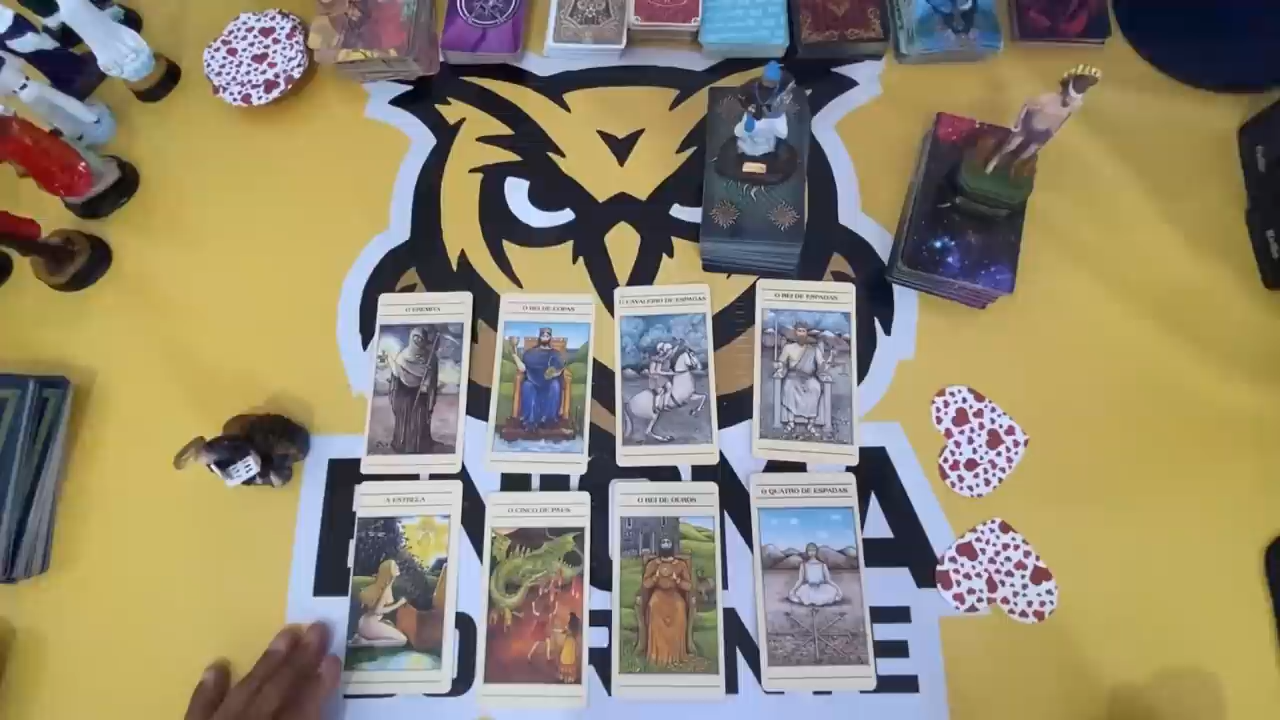 O EREMITA
O REI DE COPAS
O CAVALEIRO DE ESPADAS
O REI DE ESPADAS
A ESTRELA
O CINCO DE PAUS
O REI DE OUROS
O QUATRO DE ESPADAS